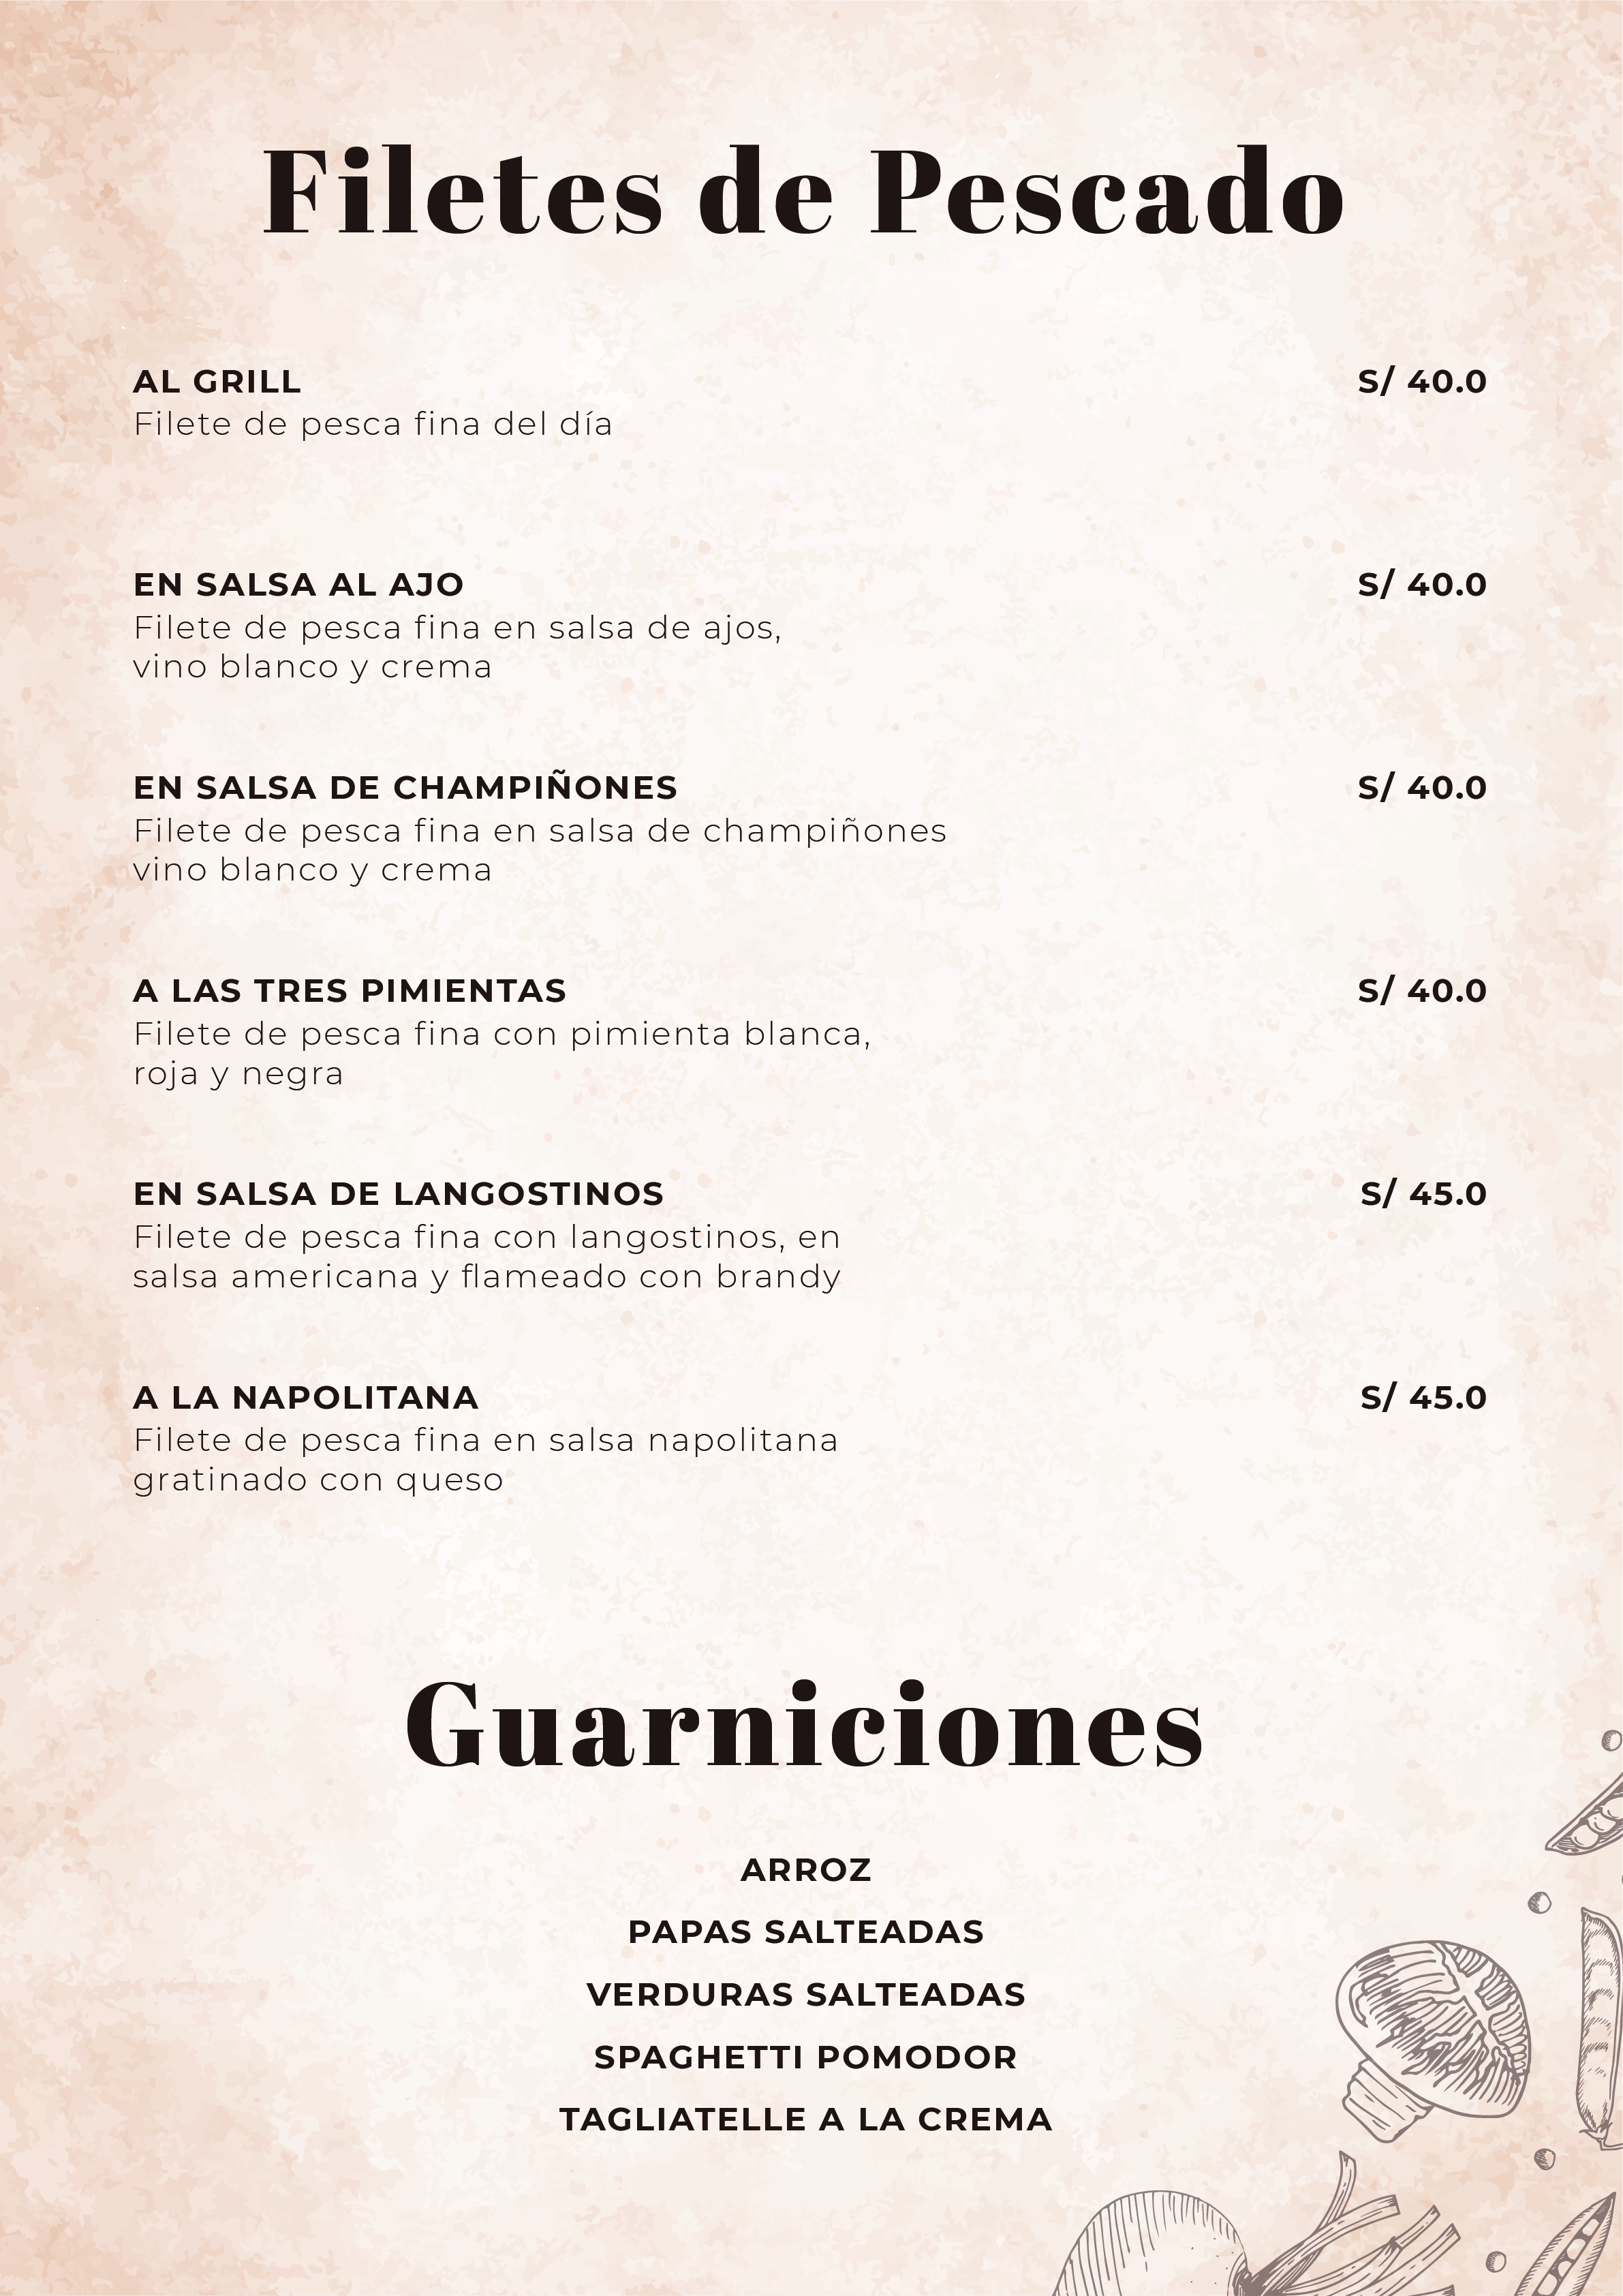 Filetes de Pescado
AL GRILL S/ 40.0
Filete de pesca fina del día
EN SALSA AL AJO S/ 40.0
Filete de pesca fina en salsa de ajos,
vino blanco y crema
EN SALSA DE CHAMPIÑONES S/ 40.0
Filete de pesca fina en salsa de champiñones
vino blanco y crema
A LAS TRES PIMIENTAS S/ 40.0
Filete de pesca fina con pimienta blanca,
roja y negra
EN SALSA DE LANGOSTINOS S/ 45.0
Filete de pesca fina con langostinos, en
salsa americana y flameado con brandy
A LA NAPOLITANA S/ 45.0
Filete de pesca fina en salsa napolitana
gratinado con queso
Guarniciones
ARROZ
PAPAS SALTEADAS
VERDURAS SALTEADAS
SPAGHETTI POMODOR
TAGLIATELLE A LA CREMA